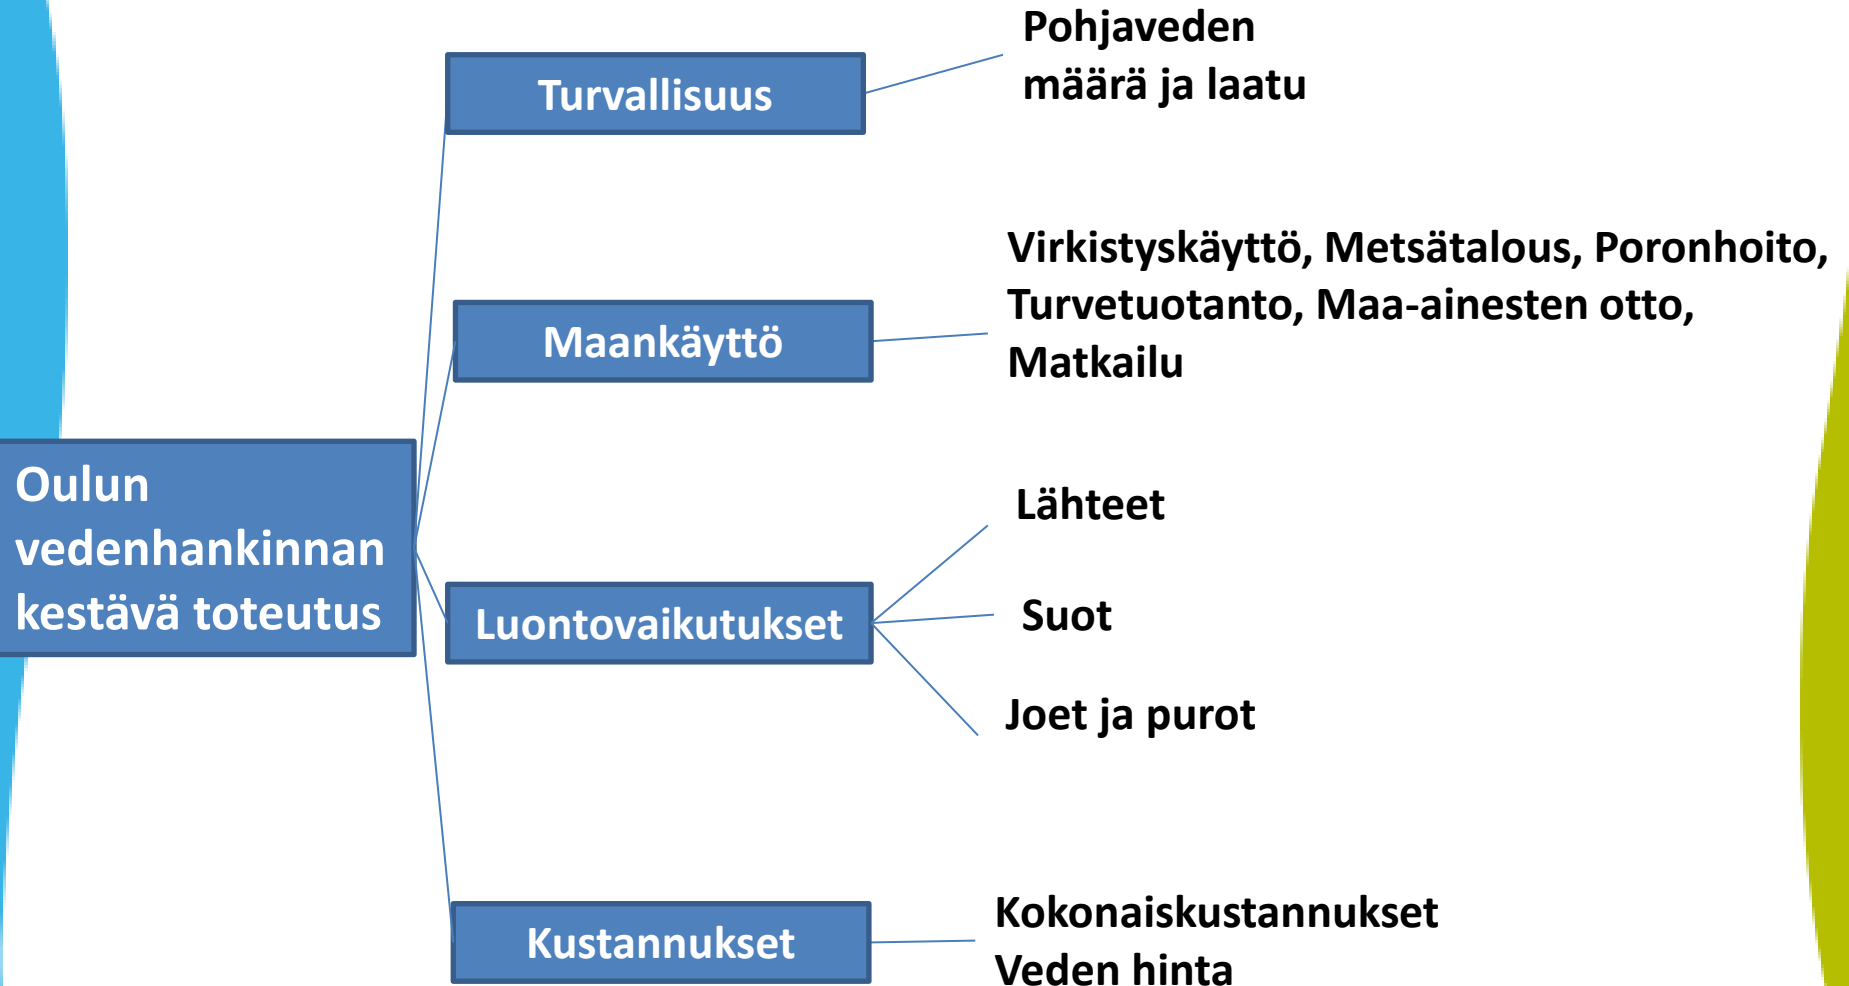 Pohjaveden
määrä ja laatu
Turvallisuus
Virkistyskäyttö, Metsätalous, Poronhoito,
Turvetuotanto, Maa-ainesten otto,
Matkailu
Maankäyttö
Oulun
vedenhankinnan
kestävä toteutus
Lähteet
Luontovaikutukset
Suot
Joet ja purot
Kustannukset
Kokonaiskustannukset
Veden hinta